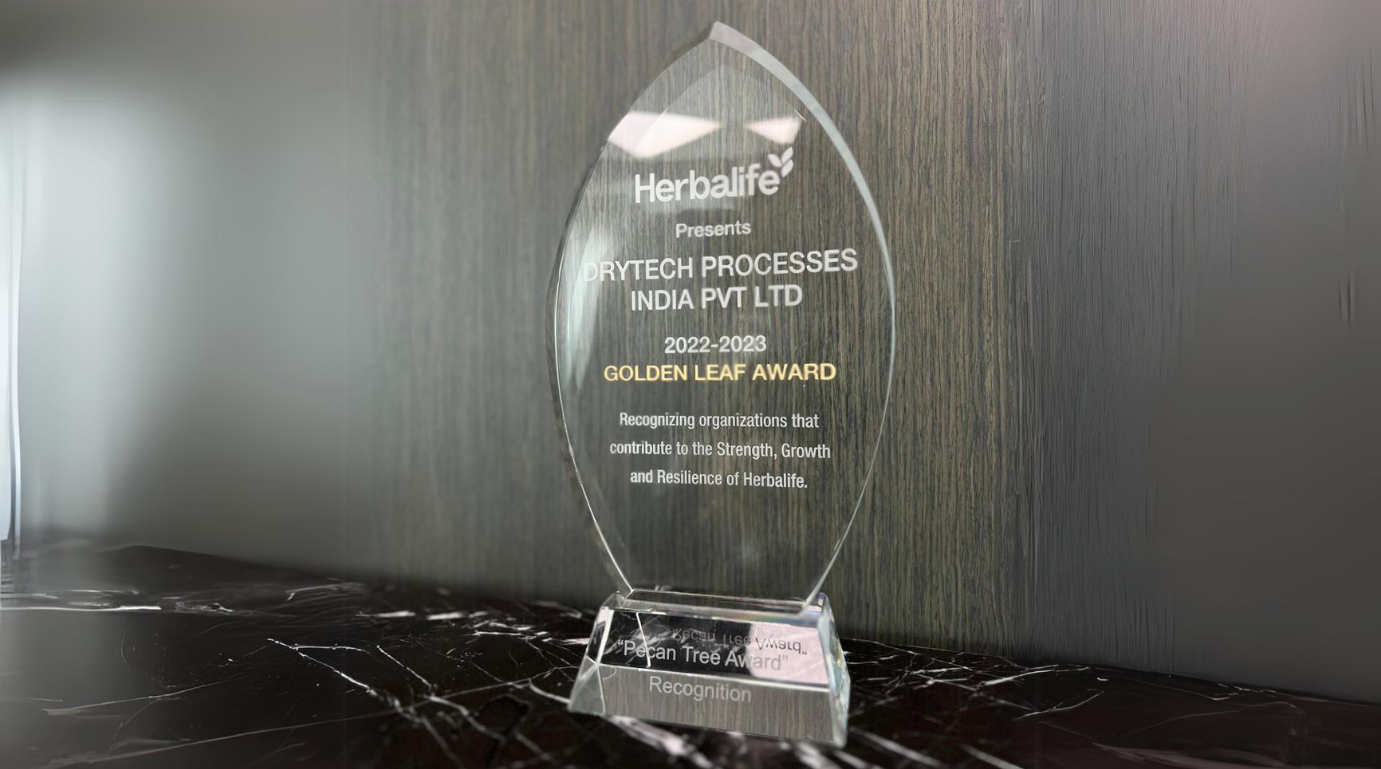 Herbalife
Presents
DRYTECH PROCESSES
INDIA PVT LTD
2022-2023
GOLDEN LEAF AWARD
Recognizing organizations that
contribute to the Strength, Growth
and Resilience of Herbalife.
"Pecan Tree Award"
Recognition